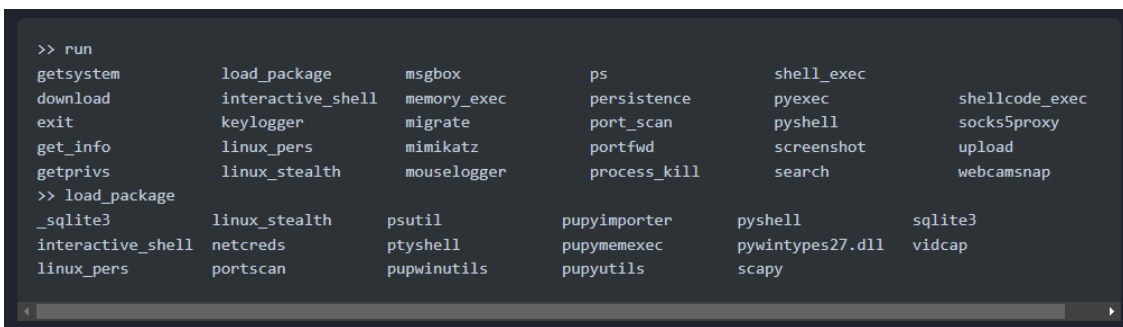 >> run
getsystem load_package msgbox ps shell_exec
download interactive_shell memory_exec persistence pyexec shellcode_exec
exit keylogger migrate port_scan pyshell socks5proxy
get_info linux_pers mimikatz portfwd screenshot upload
getprivs linux_stealth mouselogger process_kill search webcamsnap
>> load_package
_sqlite3 linux_stealth psutil pupyimporter pyshell sqlite3
interactive_shell netcreds ptyshell pupymemexec pywintypes27.dll vidcap
linux_pers portscan pupwinutils pupyutils scapy